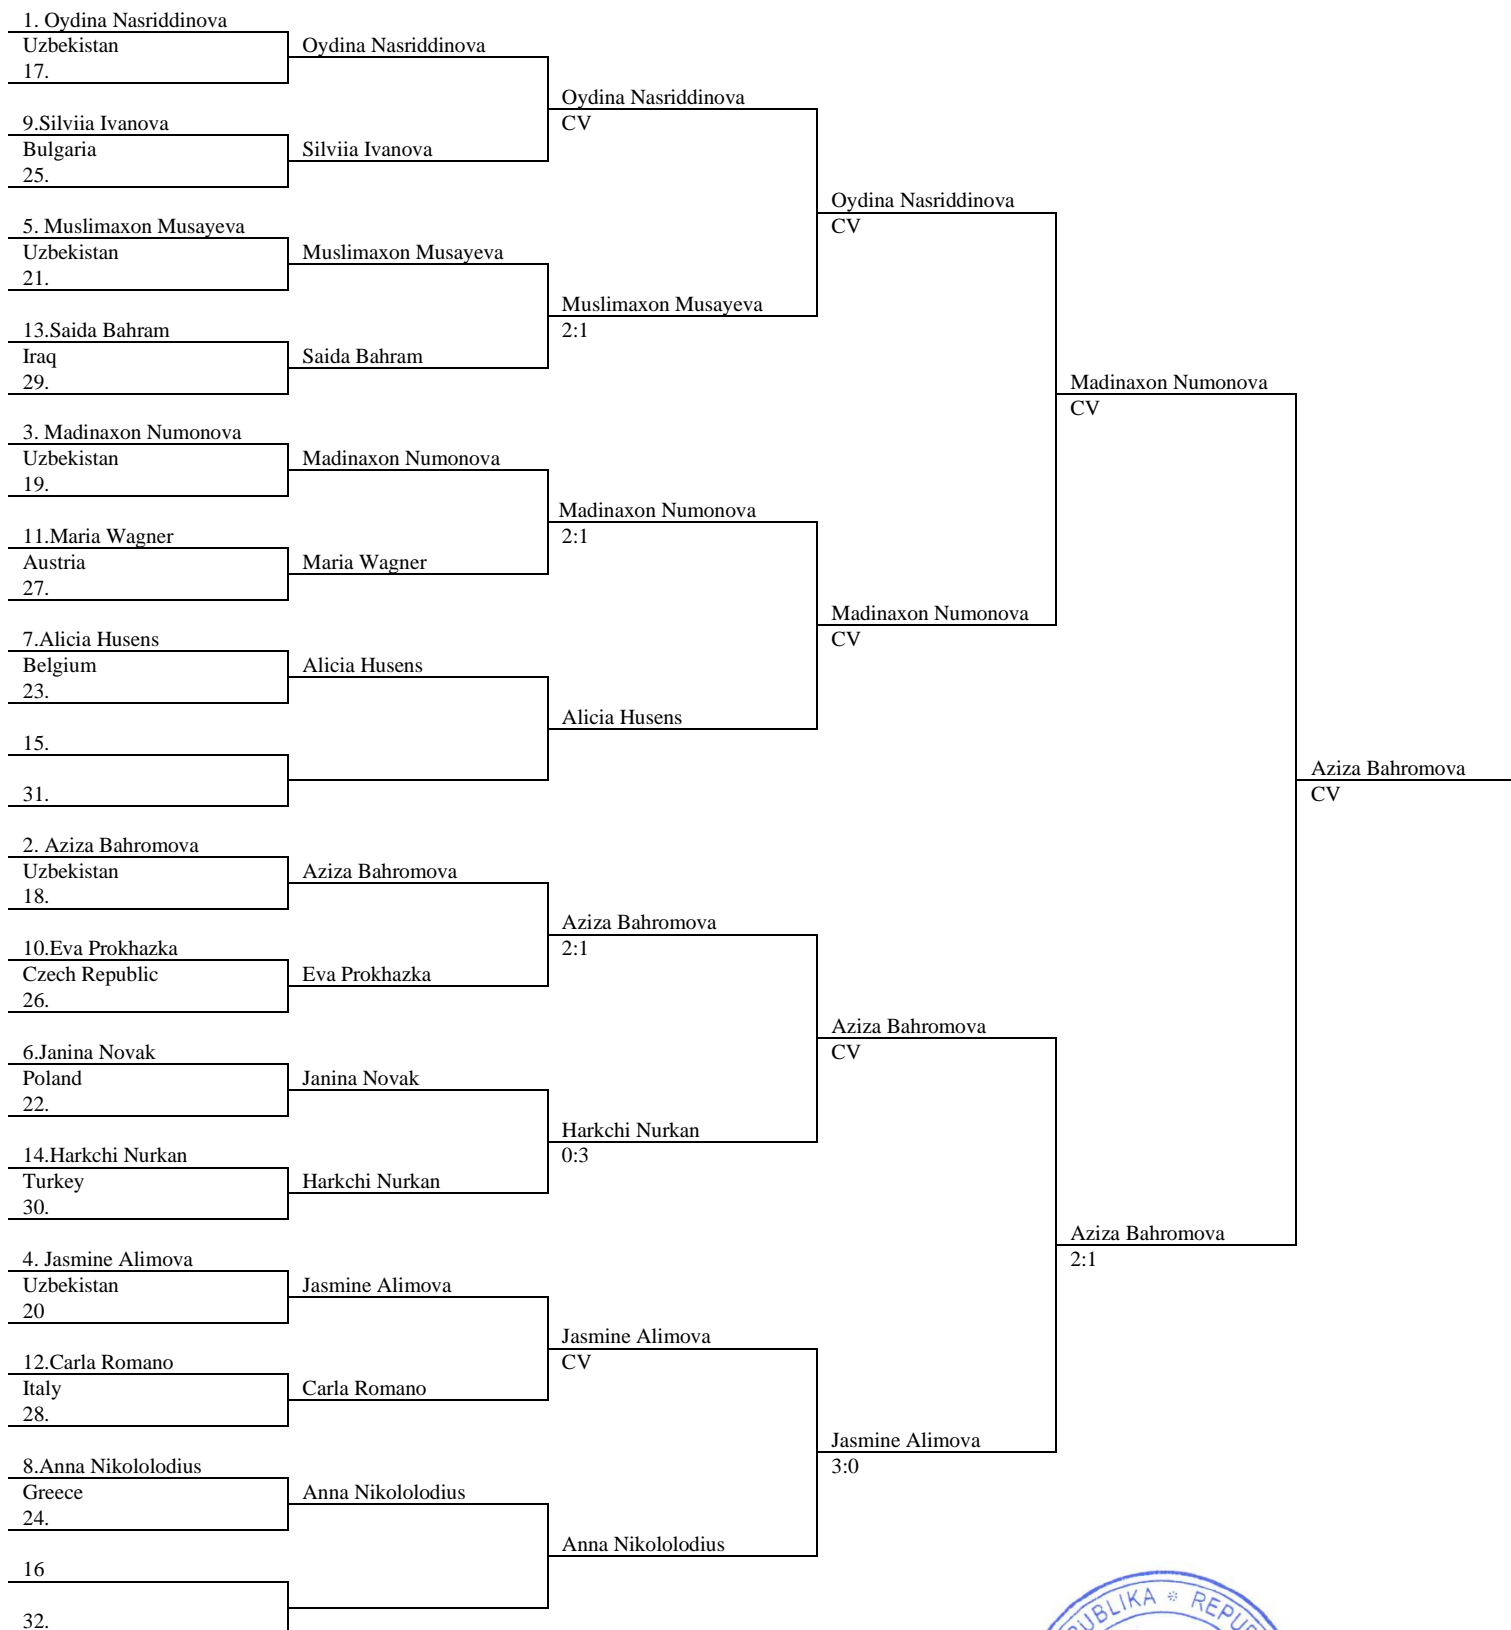 1. Oydina Nasriddinova
Uzbekistan
17.
Oydina Nasriddinova
Oydina Nasriddinova
CV
9.Silviia Ivanova
Bulgaria
25.
Silviia Ivanova
Oydina Nasriddinova
CV
5. Muslimaxon Musayeva
Uzbekistan
21.
Muslimaxon Musayeva
Muslimaxon Musayeva
2:1
13.Saida Bahram
Iraq
29.
Saida Bahram
Madinaxon Numonova
CV
3. Madinaxon Numonova
Uzbekistan
19.
Madinaxon Numonova
Madinaxon Numonova
2:1
11.Maria Wagner
Austria
27.
Maria Wagner
Madinaxon Numonova
CV
7.Alicia Husens
Belgium
23.
Alicia Husens
Alicia Husens
15.
31.
Aziza Bahromova
CV
2. Aziza Bahromova
Uzbekistan
18.
Aziza Bahromova
Aziza Bahromova
2:1
10.Eva Prokhazka
Czech Republic
26.
Eva Prokhazka
Aziza Bahromova
CV
6.Janina Novak
Poland
22.
Janina Novak
Harkchi Nurkan
0:3
14.Harkchi Nurkan
Turkey
30.
Harkchi Nurkan
Aziza Bahromova
2:1
4. Jasmine Alimova
Uzbekistan
20
Jasmine Alimova
Jasmine Alimova
CV
12.Carla Romano
Italy
28.
Carla Romano
Jasmine Alimova
3:0
8.Anna Nikololodius
Greece
24.
Anna Nikololodius
Anna Nikololodius
16
32.